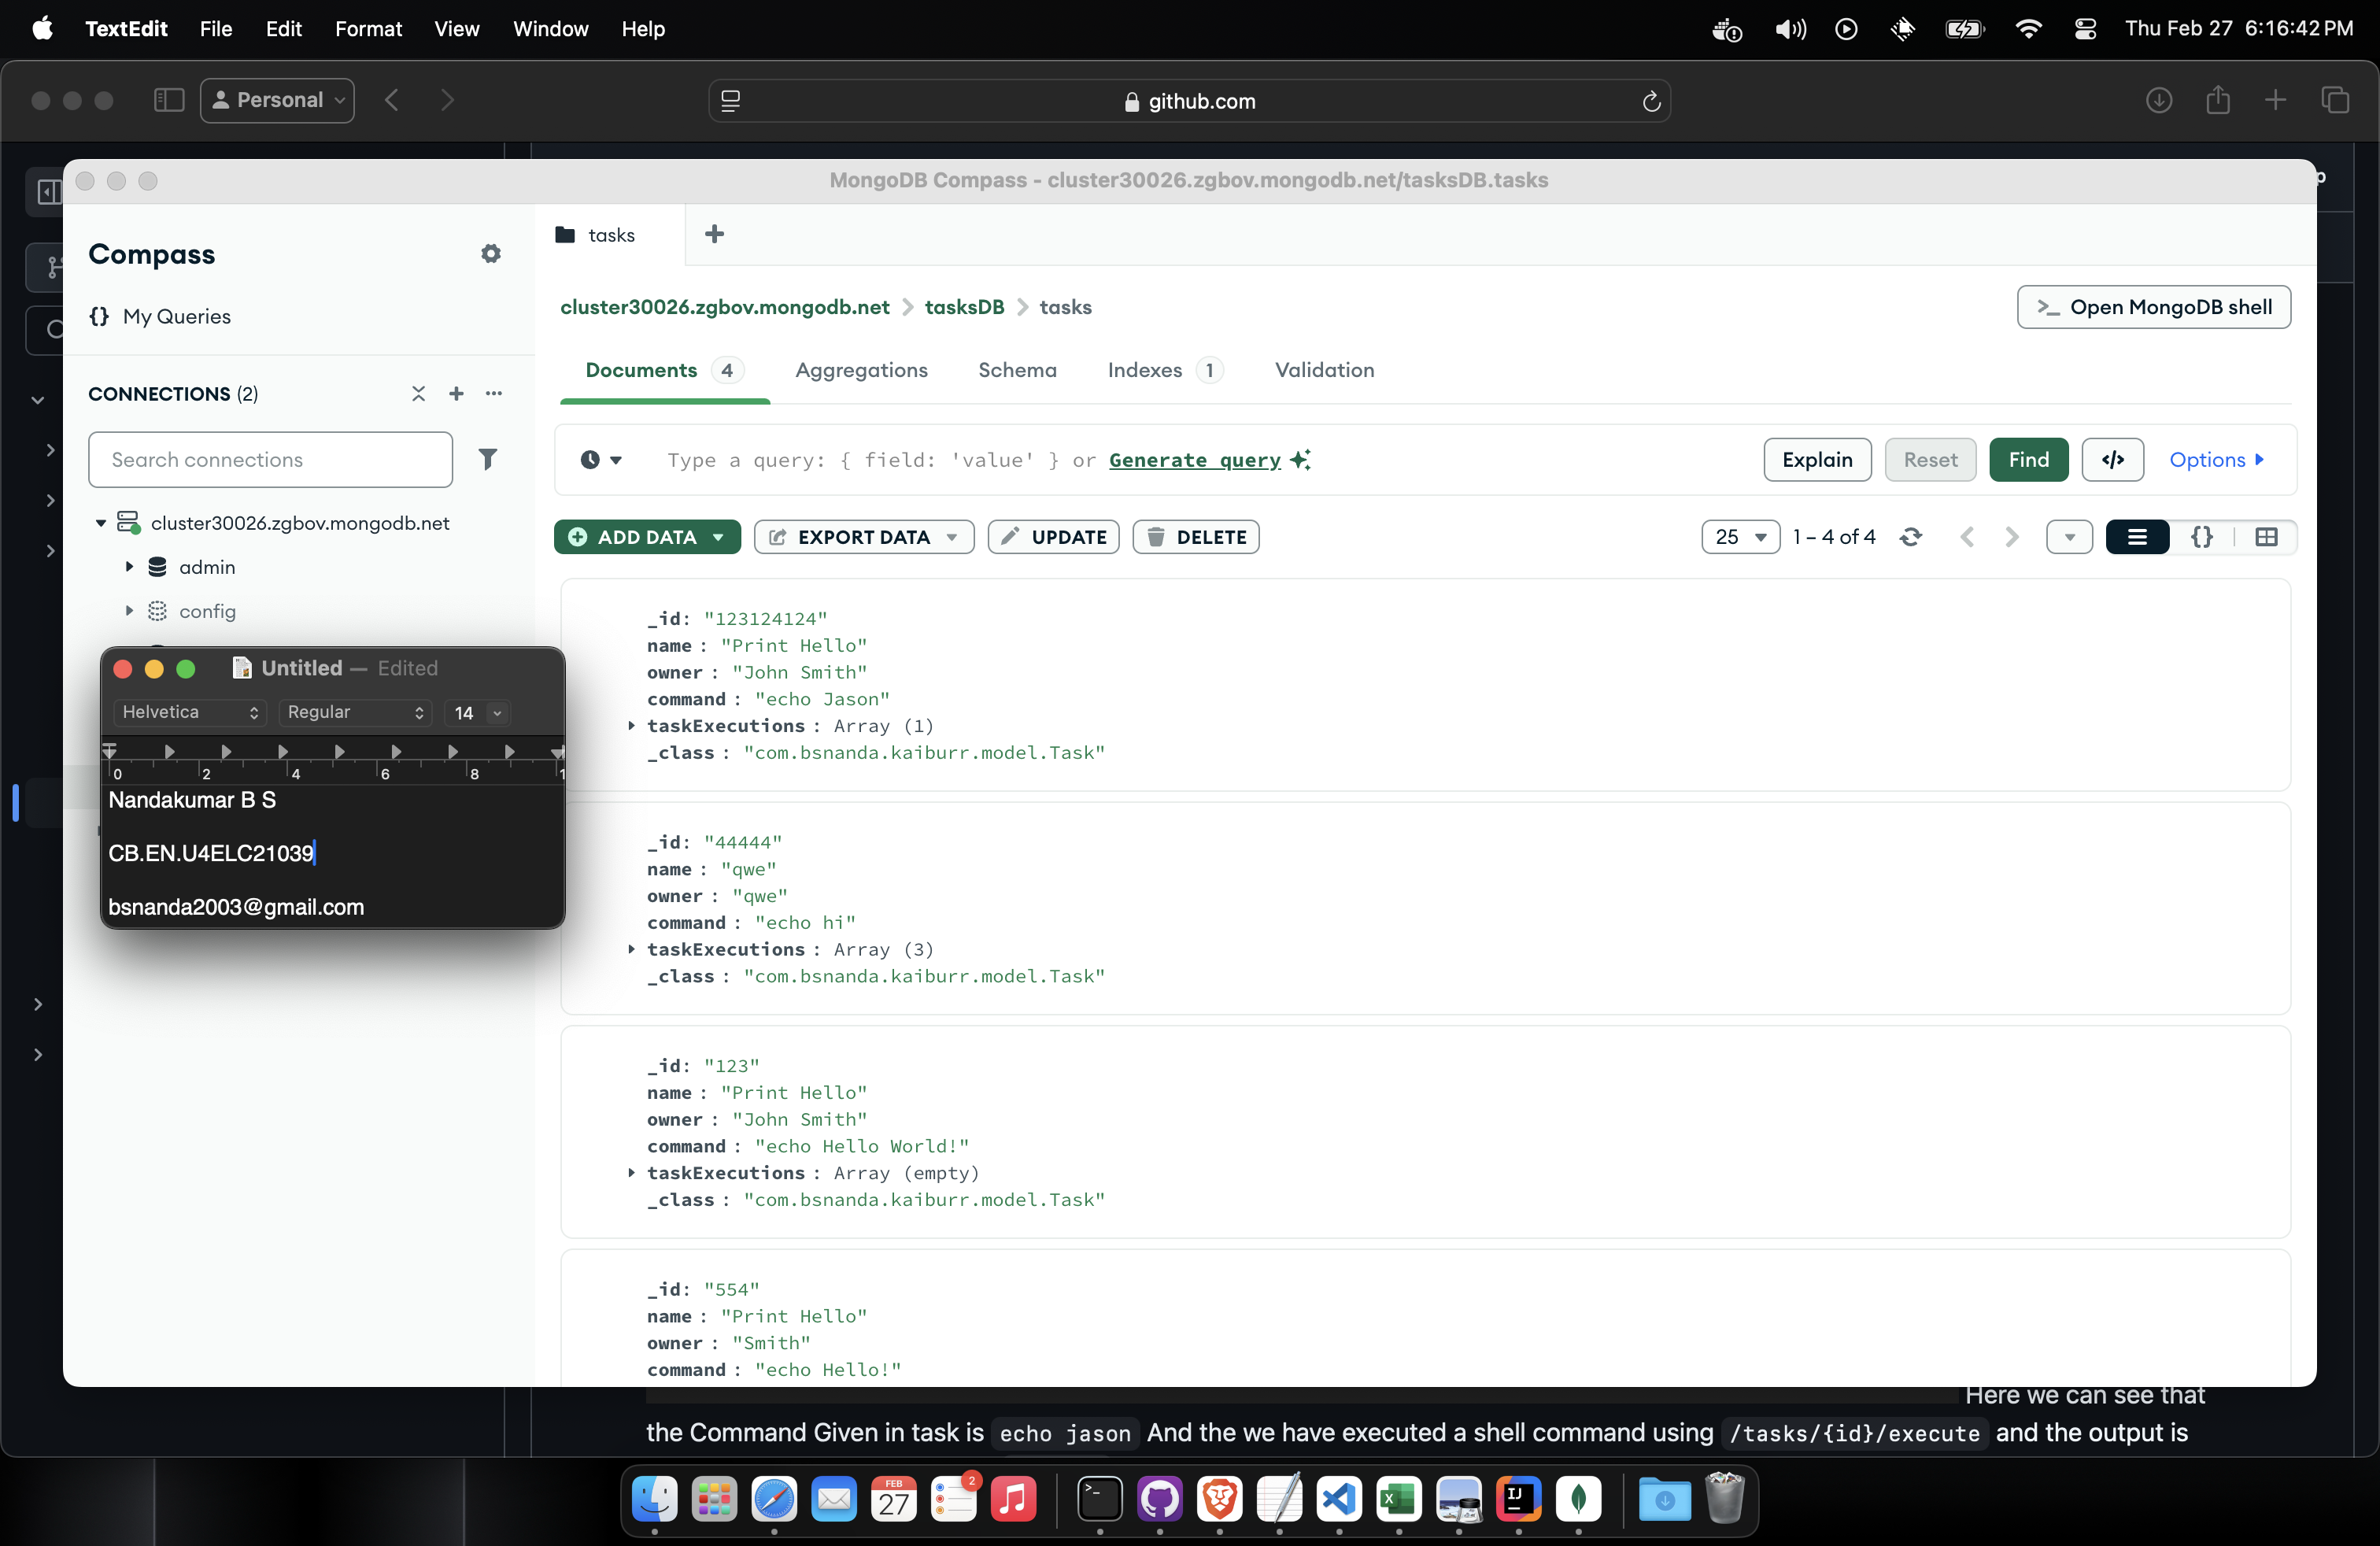 TextEdit File Edit Format View Window Help Thu Feb 27 6:16:42 PM
Personal github.com
MongoDB Compass - cluster30026.zgbov.mongodb.net/tasksDB.tasks
Compass
My Queries
CONNECTIONS (2)
Search connections
cluster30026.zgbov.mongodb.net
admin
config
Untitled — Edited
Helvetica Regular 14
0 2 4 6 8 1
Nandakumar B S
CB.EN.U4ELC21039
bsnanda2003@gmail.com
tasks
cluster30026.zgbov.mongodb.net > tasksDB > tasks
>_ Open MongoDB shell
Documents 4 Aggregations Schema Indexes 1 Validation
Type a query: { field: 'value' } or Generate query
Explain Reset Find </> Options
ADD DATA EXPORT DATA UPDATE DELETE
25 1 – 4 of 4 {}
_id: "123124124"
name : "Print Hello"
owner : "John Smith"
command : "echo Jason"
taskExecutions : Array (1)
_class : "com.bsnanda.kaiburr.model.Task"
_id: "44444"
name : "qwe"
owner : "qwe"
command : "echo hi"
taskExecutions : Array (3)
_class : "com.bsnanda.kaiburr.model.Task"
_id: "123"
name : "Print Hello"
owner : "John Smith"
command : "echo Hello World!"
taskExecutions : Array (empty)
_class : "com.bsnanda.kaiburr.model.Task"
_id: "554"
name : "Print Hello"
owner : "Smith"
command : "echo Hello!"
Here we can see that
the Command Given in task is echo jason And the we have executed a shell command using /tasks/{id}/execute and the output is
FEB
27
2
IJ